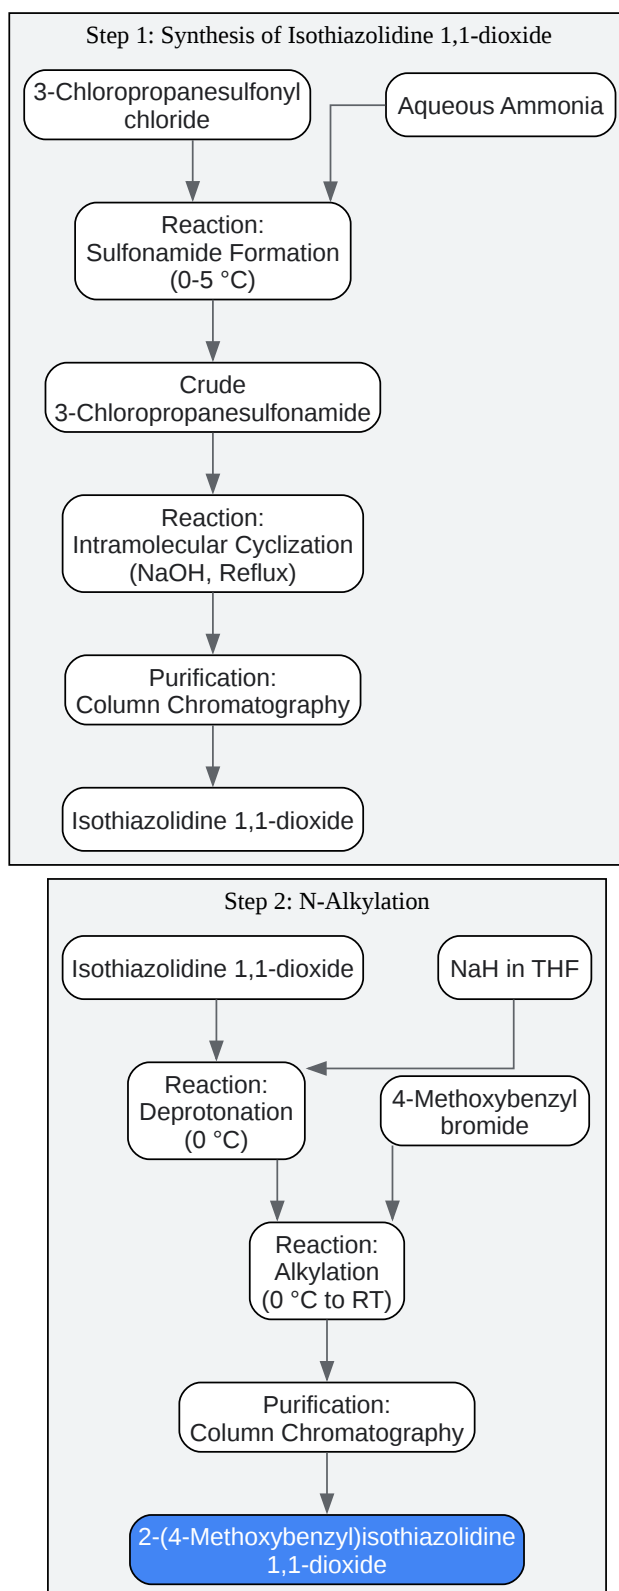 Step 1: Synthesis of Isothiazolidine 1,1-dioxide
3-Chloropropanesulfonyl
chloride
Aqueous Ammonia
Reaction:
Sulfonamide Formation
(0-5 °C)
Crude
3-Chloropropanesulfonamide
Reaction:
Intramolecular Cyclization
(NaOH, Reflux)
Purification:
Column Chromatography
Isothiazolidine 1,1-dioxide
Step 2: N-Alkylation
Isothiazolidine 1,1-dioxide
NaH in THF
Reaction:
Deprotonation
(0 °C)
4-Methoxybenzyl
bromide
Reaction:
Alkylation
(0 °C to RT)
Purification:
Column Chromatography
2-(4-Methoxybenzyl)isothiazolidine
1,1-dioxide